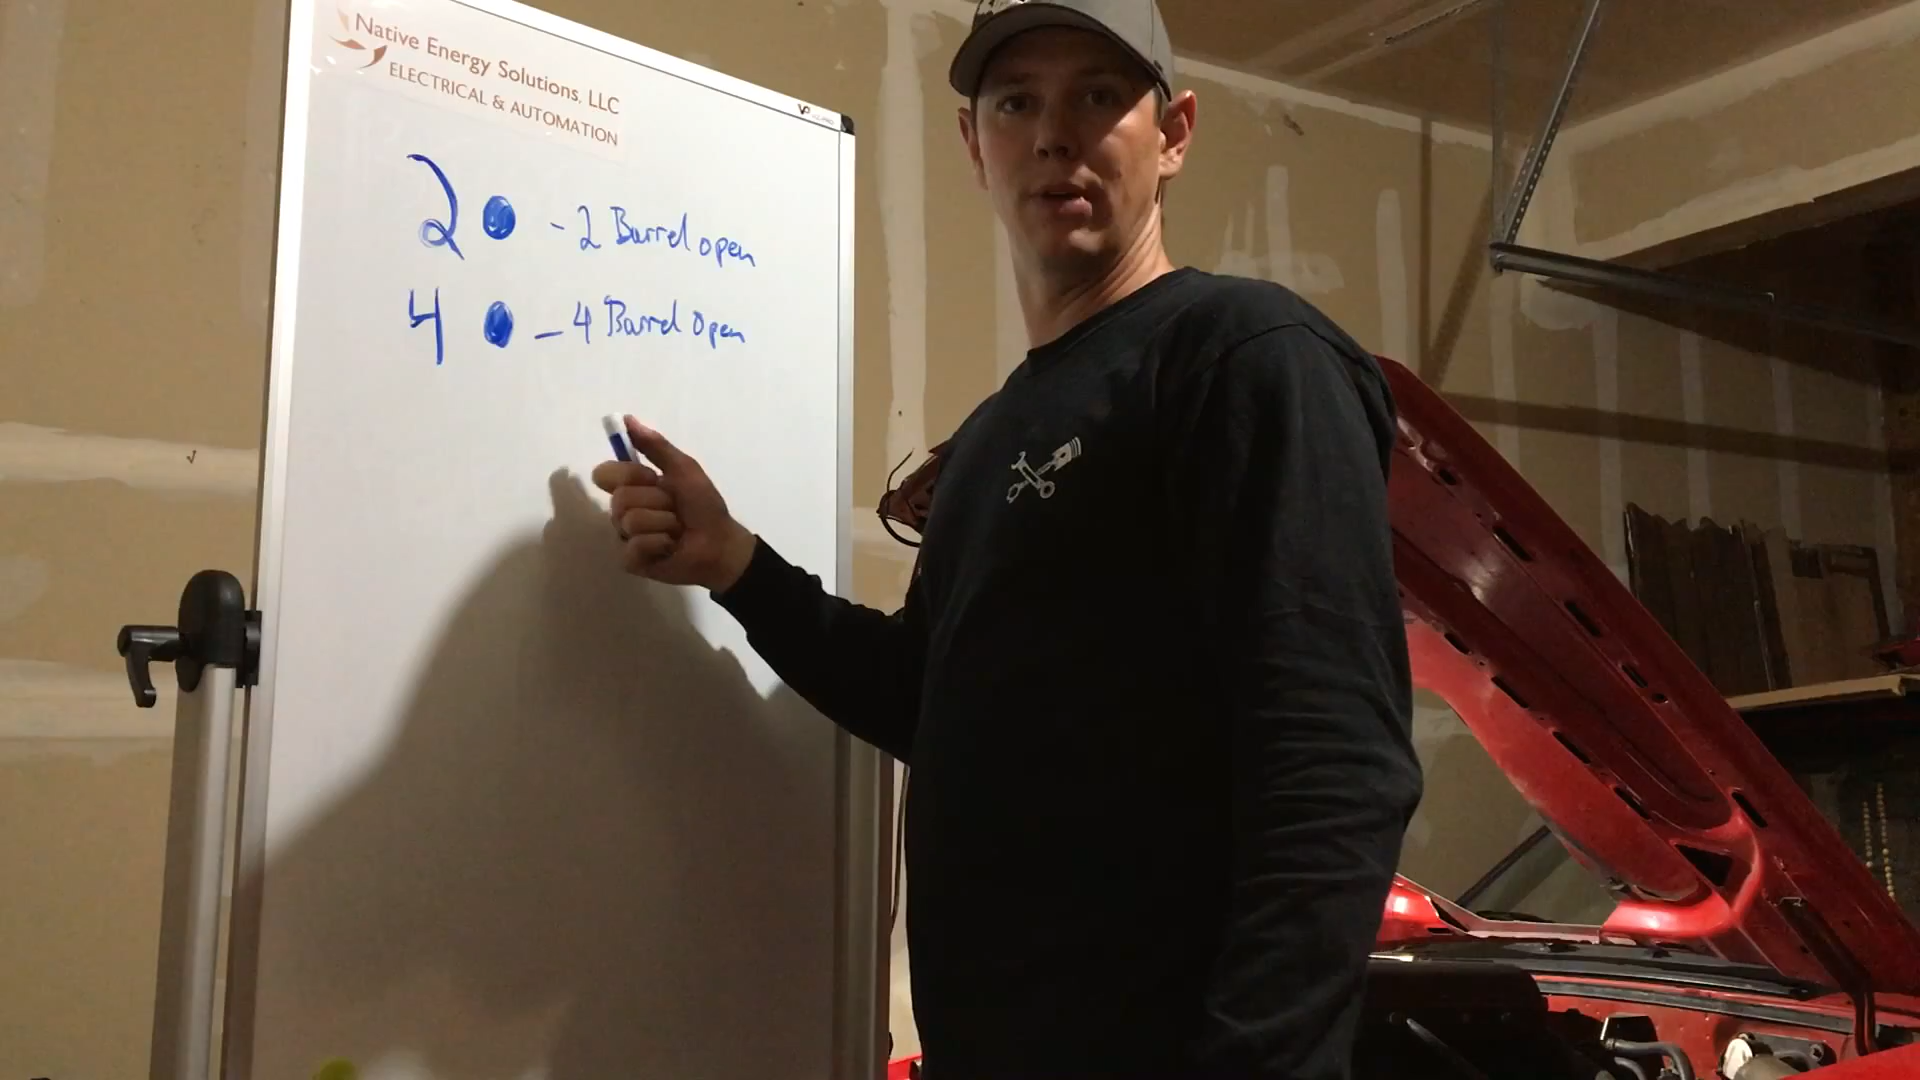 Native Energy Solutions, LLC
ELECTRICAL & AUTOMATION
2 - 2 Barrel open
4 - 4 Barrel Open